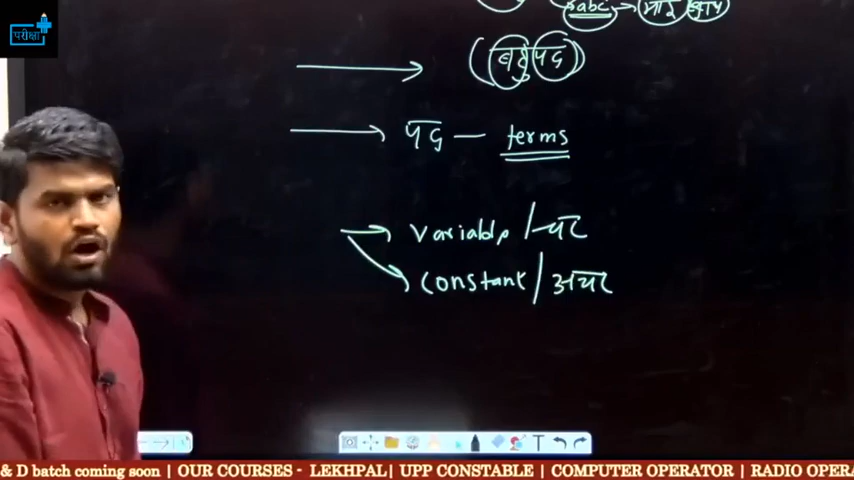 परीक्षा
sabc → 
(बहुपद)
पद — terms
variable / चर
constant / अचर
& D batch coming soon | OUR COURSES - LEKHPAL| UPP CONSTABLE | COMPUTER OPERATOR | RADIO OPERA